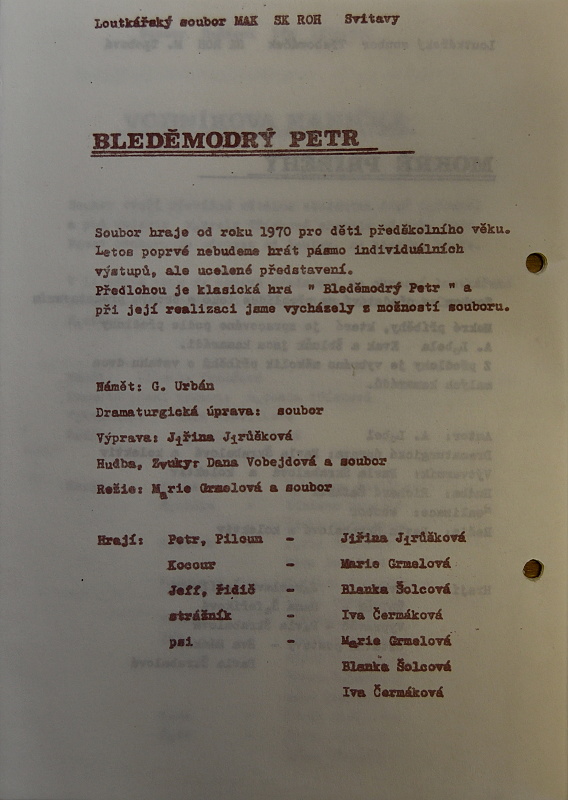 Loutkářský soubor MAK SK ROH Svitavy
BLEDĚMODRÝ PETR
Soubor hraje od roku 1970 pro děti předškolního věku.
Letos poprvé nebudeme hrát pásmo individuálních
výstupů, ale ucelené představení.
Předlohou je klasická hra " Bleděmodrý Petr " a
při její realizaci jsme vycházely z možností souboru.
Námět: G. Urbán
Dramaturgická úprava: soubor
Výprava: Jiřina Jirůšková
Hudba, Zvuky: Dana Vobejdová a soubor
Režie: Marie Grmelová a soubor
Hrají: Petr, Piloun - Jiřina Jirůšková
Kocour - Marie Grmelová
Jeff, řidič - Blanka Šolcová
strážník - Iva Čermáková
psi - Marie Grmelová
Blanka Šolcová
Iva Čermáková